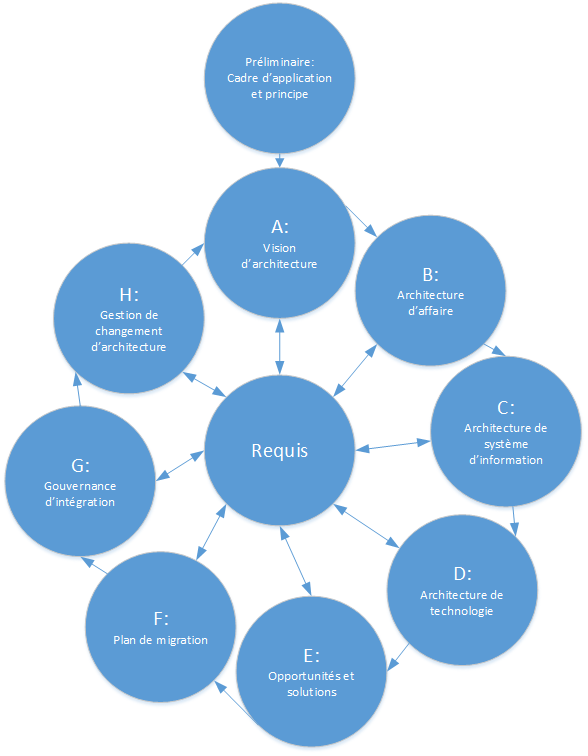 Préliminaire:
Cadre d'application
et principe
A:
Vision
d'architecture
B:
Architecture
d'affaire
C:
Architecture de
système
d'information
D:
Architecture de
technologie
E:
Opportunités et
solutions
F:
Plan de migration
G:
Gouvernance
d'intégration
H:
Gestion de
changement
d'architecture
Requis